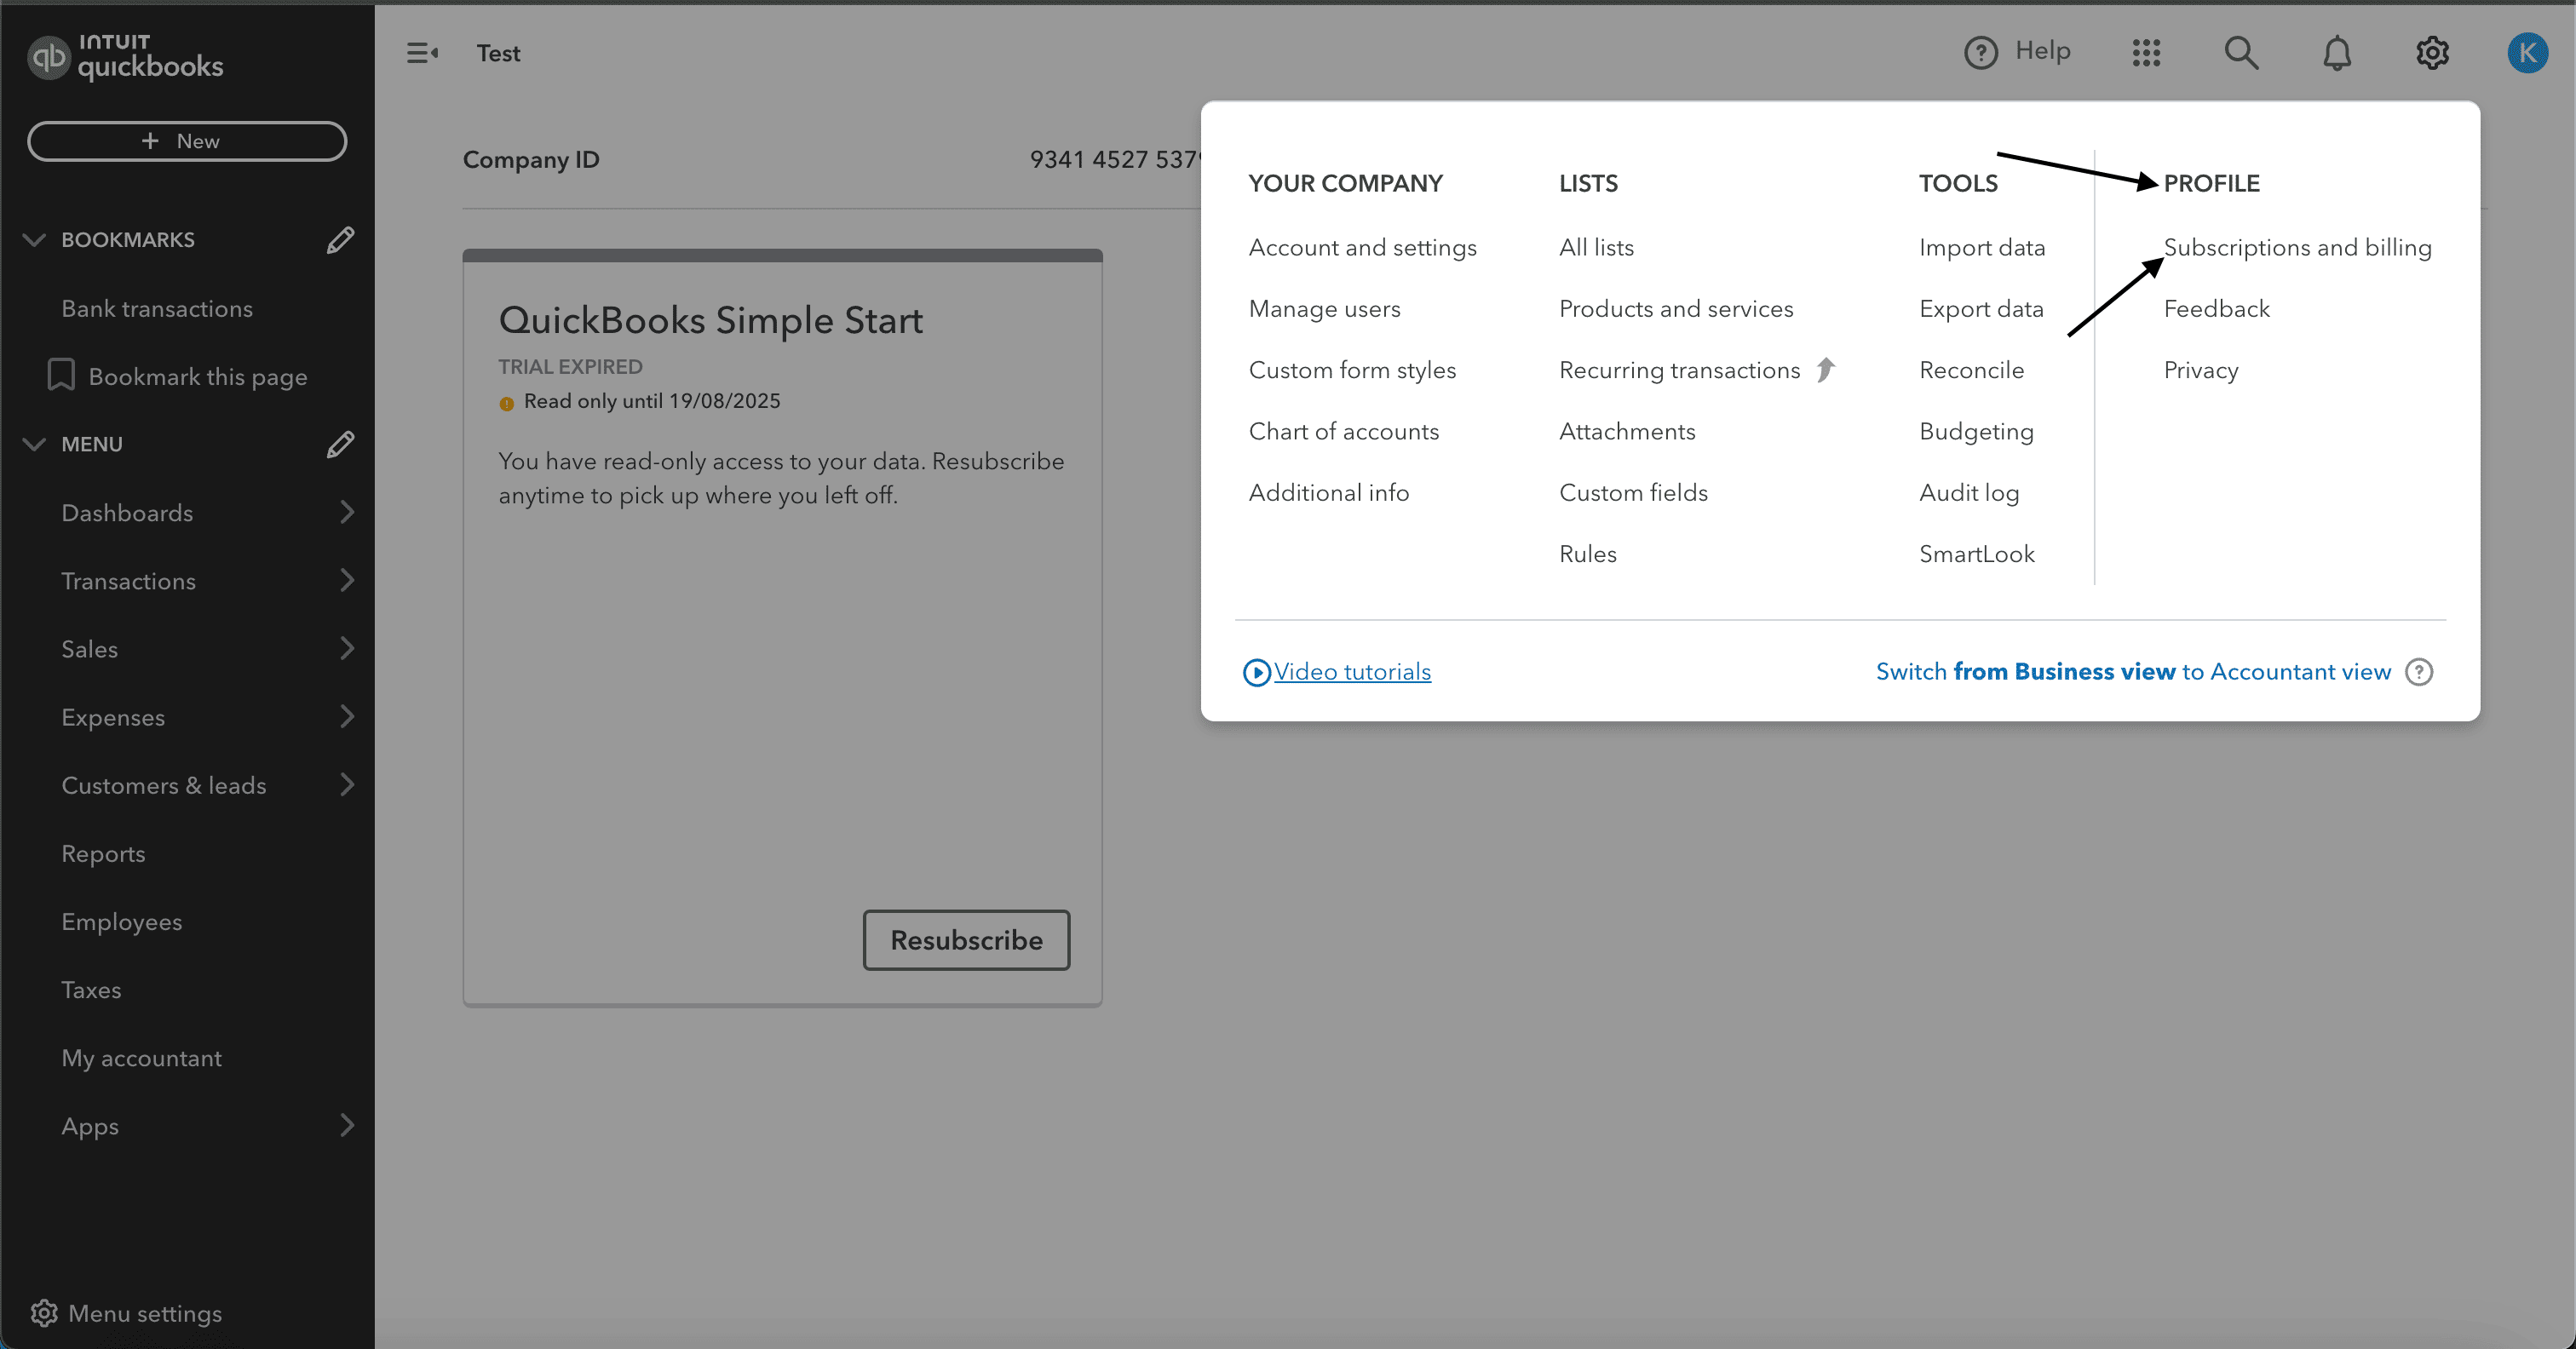 INTUIT
quickbooks
+ New
BOOKMARKS
Bank transactions
Bookmark this page
MENU
Dashboards
Transactions
Sales
Expenses
Customers & leads
Reports
Employees
Taxes
My accountant
Apps
Menu settings
Test
Help
K
Company ID
9341 4527 537
QuickBooks Simple Start
TRIAL EXPIRED
Read only until 19/08/2025
You have read-only access to your data. Resubscribe
anytime to pick up where you left off.
Resubscribe
YOUR COMPANY
Account and settings
Manage users
Custom form styles
Chart of accounts
Additional info
LISTS
All lists
Products and services
Recurring transactions
Attachments
Custom fields
Rules
TOOLS
Import data
Export data
Reconcile
Budgeting
Audit log
SmartLook
PROFILE
Subscriptions and billing
Feedback
Privacy
Video tutorials
Switch from Business view to Accountant view